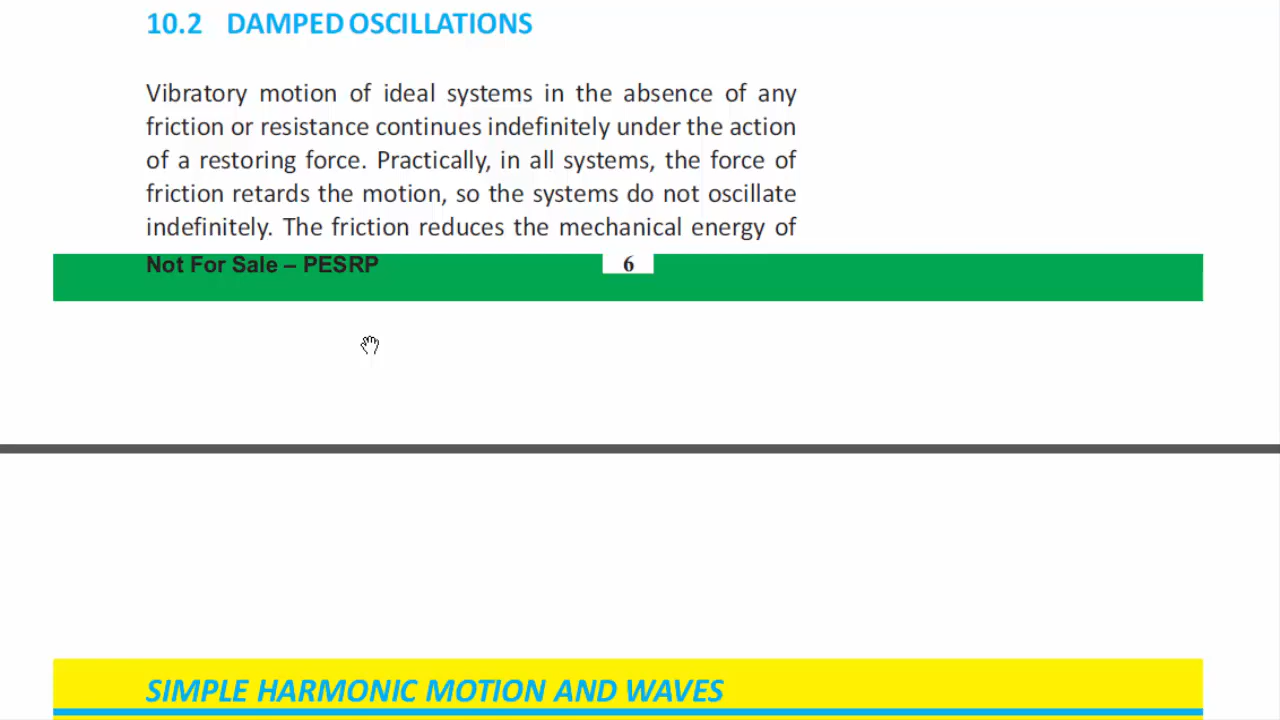 10.2 DAMPED OSCILLATIONS
Vibratory motion of ideal systems in the absence of any
friction or resistance continues indefinitely under the action
of a restoring force. Practically, in all systems, the force of
friction retards the motion, so the systems do not oscillate
indefinitely. The friction reduces the mechanical energy of
Not For Sale – PESRP 6
SIMPLE HARMONIC MOTION AND WAVES